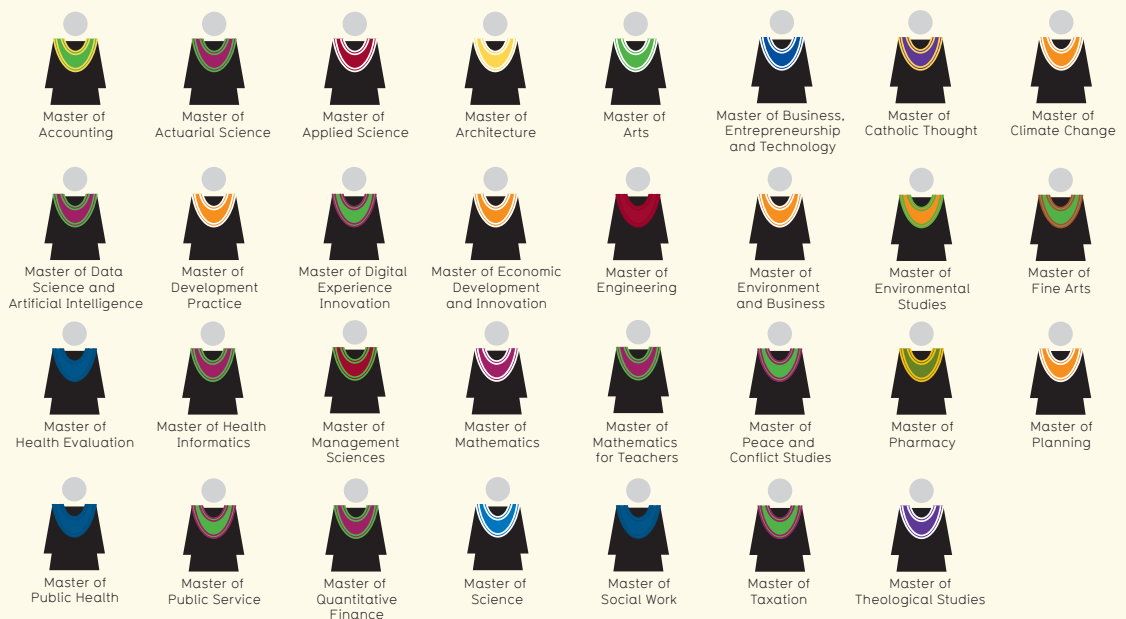 Master of
Accounting
Master of
Actuarial Science
Master of
Applied Science
Master of
Architecture
Master of
Arts
Master of Business,
Entrepreneurship
and Technology
Master of
Catholic Thought
Master of
Climate Change
Master of Data
Science and
Artificial Intelligence
Master of
Development
Practice
Master of Digital
Experience
Innovation
Master of Economic
Development
and Innovation
Master of
Engineering
Master of
Environment
and Business
Master of
Environmental
Studies
Master of
Fine Arts
Master of
Health Evaluation
Master of Health
Informatics
Master of
Management
Sciences
Master of
Mathematics
Master of
Mathematics
for Teachers
Master of
Peace and
Conflict Studies
Master of
Pharmacy
Master of
Planning
Master of
Public Health
Master of
Public Service
Master of
Quantitative
Finance
Master of
Science
Master of
Social Work
Master of
Taxation
Master of
Theological Studies